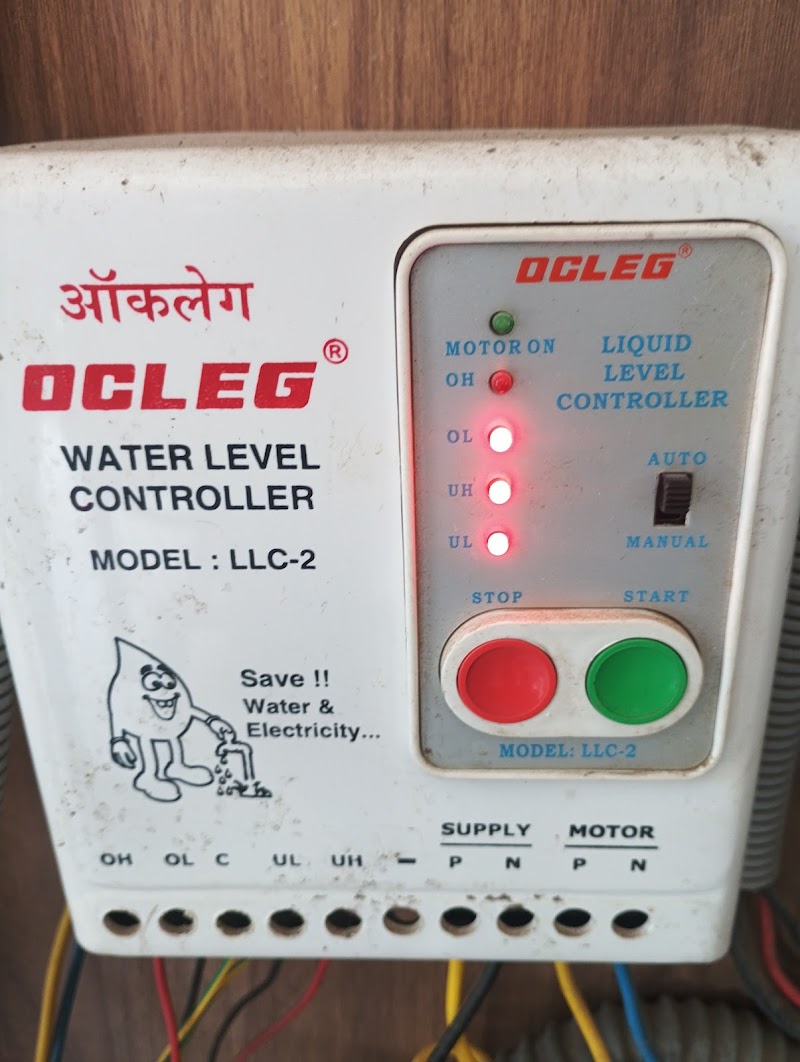 ऑकलेग
OCLEG®
WATER LEVEL
CONTROLLER
MODEL : LLC-2
Save !!
Water &
Electricity...
OCLEG®
MOTOR ON
OH
OL
UH
UL
LIQUID
LEVEL
CONTROLLER
AUTO
MANUAL
STOP START
MODEL: LLC-2
SUPPLY MOTOR
OH OL C UL UH – P N P N